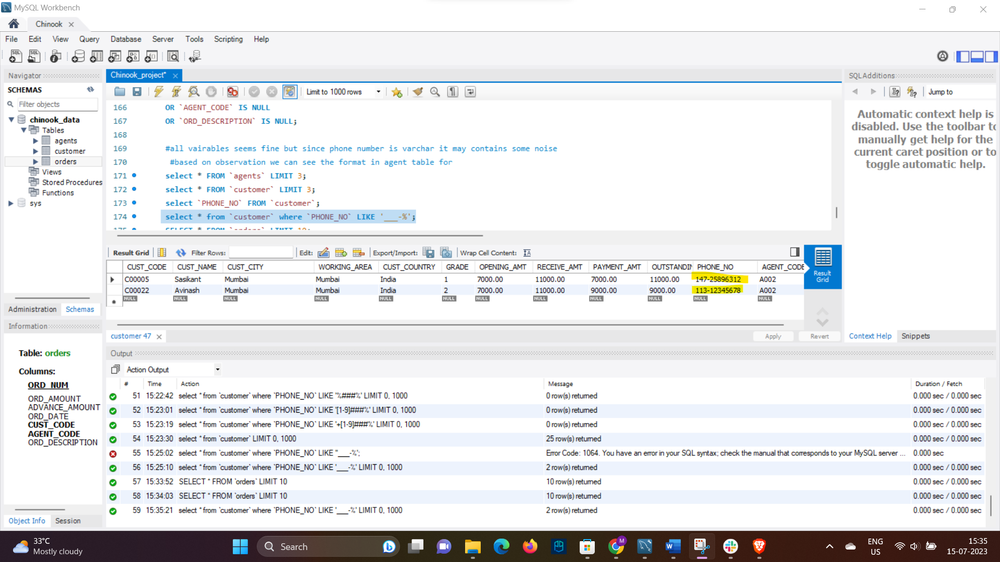 MySQL Workbench
Chinook
File Edit View Query Database Server Tools Scripting Help
Navigator
SCHEMAS
Filter objects
chinook_data
Tables
agents
customer
orders
Views
Stored Procedures
Functions
sys
Administration Schemas
Information
Table: orders
Columns:
ORD_NUM
ORD_AMOUNT
ADVANCE_AMOUNT
ORD_DATE
CUST_CODE
AGENT_CODE
ORD_DESCRIPTION
Object Info Session
Chinook_project*
Limit to 1000 rows
166 OR `AGENT_CODE` IS NULL
167 OR `ORD_DESCRIPTION` IS NULL;
168
169 #all vairables seems fine but since phone number is varchar it may contains some noise
170 #based on observation we can see the format in agent table for
171 select * FROM `agents` LIMIT 3;
172 select * FROM `customer` LIMIT 3;
173 select `PHONE_NO` FROM `customer`;
174 select * from `customer` where `PHONE_NO` LIKE '___-%';
175 SELECT * FROM `orders` LIMIT 10;
Result Grid Filter Rows: Edit: Export/Import: Wrap Cell Content:
CUST_CODE CUST_NAME CUST_CITY WORKING_AREA CUST_COUNTRY GRADE OPENING_AMT RECEIVE_AMT PAYMENT_AMT OUTSTANDIN PHONE_NO AGENT_CODE
C00005 Sasikant Mumbai Mumbai India 1 7000.00 11000.00 7000.00 11000.00 147-25896312 A002
C00022 Avinash Mumbai Mumbai India 2 7000.00 11000.00 9000.00 9000.00 113-12345678 A002
NULL NULL NULL NULL NULL NULL NULL NULL NULL NULL NULL NULL
Result
Grid
customer 47
Apply Revert
SQLAdditions
Jump to
Automatic context help is
disabled. Use the toolbar to
manually get help for the
current caret position or to
toggle automatic help.
Context Help Snippets
Output
Action Output
# Time Action Message Duration / Fetch
51 15:22:42 select * from `customer` where `PHONE_NO` LIKE '%###%' LIMIT 0, 1000 0 row(s) returned 0.000 sec / 0.000 sec
52 15:23:01 select * from `customer` where `PHONE_NO` LIKE '[1-9]###%' LIMIT 0, 1000 0 row(s) returned 0.000 sec / 0.000 sec
53 15:23:19 select * from `customer` where `PHONE_NO` LIKE '+[1-9]###%' LIMIT 0, 1000 0 row(s) returned 0.000 sec / 0.000 sec
54 15:23:30 select * from `customer` LIMIT 0, 1000 25 row(s) returned 0.000 sec / 0.000 sec
55 15:25:02 select * from `customer` where `PHONE_NO` LIKE "___-%'; Error Code: 1064. You have an error in your SQL syntax; check the manual that corresponds to your MySQL server ... 0.000 sec
56 15:25:10 select * from `customer` where `PHONE_NO` LIKE '___-%' LIMIT 0, 1000 2 row(s) returned 0.000 sec / 0.000 sec
57 15:33:52 SELECT * FROM `orders` LIMIT 10 10 row(s) returned 0.000 sec / 0.000 sec
58 15:34:03 SELECT * FROM `orders` LIMIT 10 10 row(s) returned 0.000 sec / 0.000 sec
59 15:35:21 select * from `customer` where `PHONE_NO` LIKE '___-%' LIMIT 0, 1000 2 row(s) returned 0.000 sec / 0.000 sec
33°C
Mostly cloudy
Search
ENG
US
15:35
15-07-2023